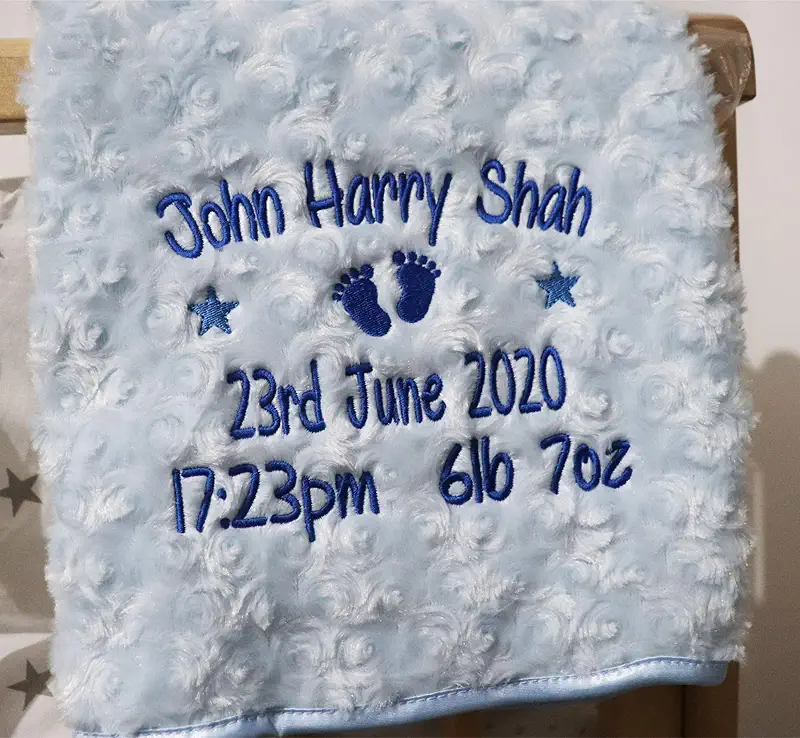 John Harry Shah
23rd June 2020
17:23pm 6lb 7oz